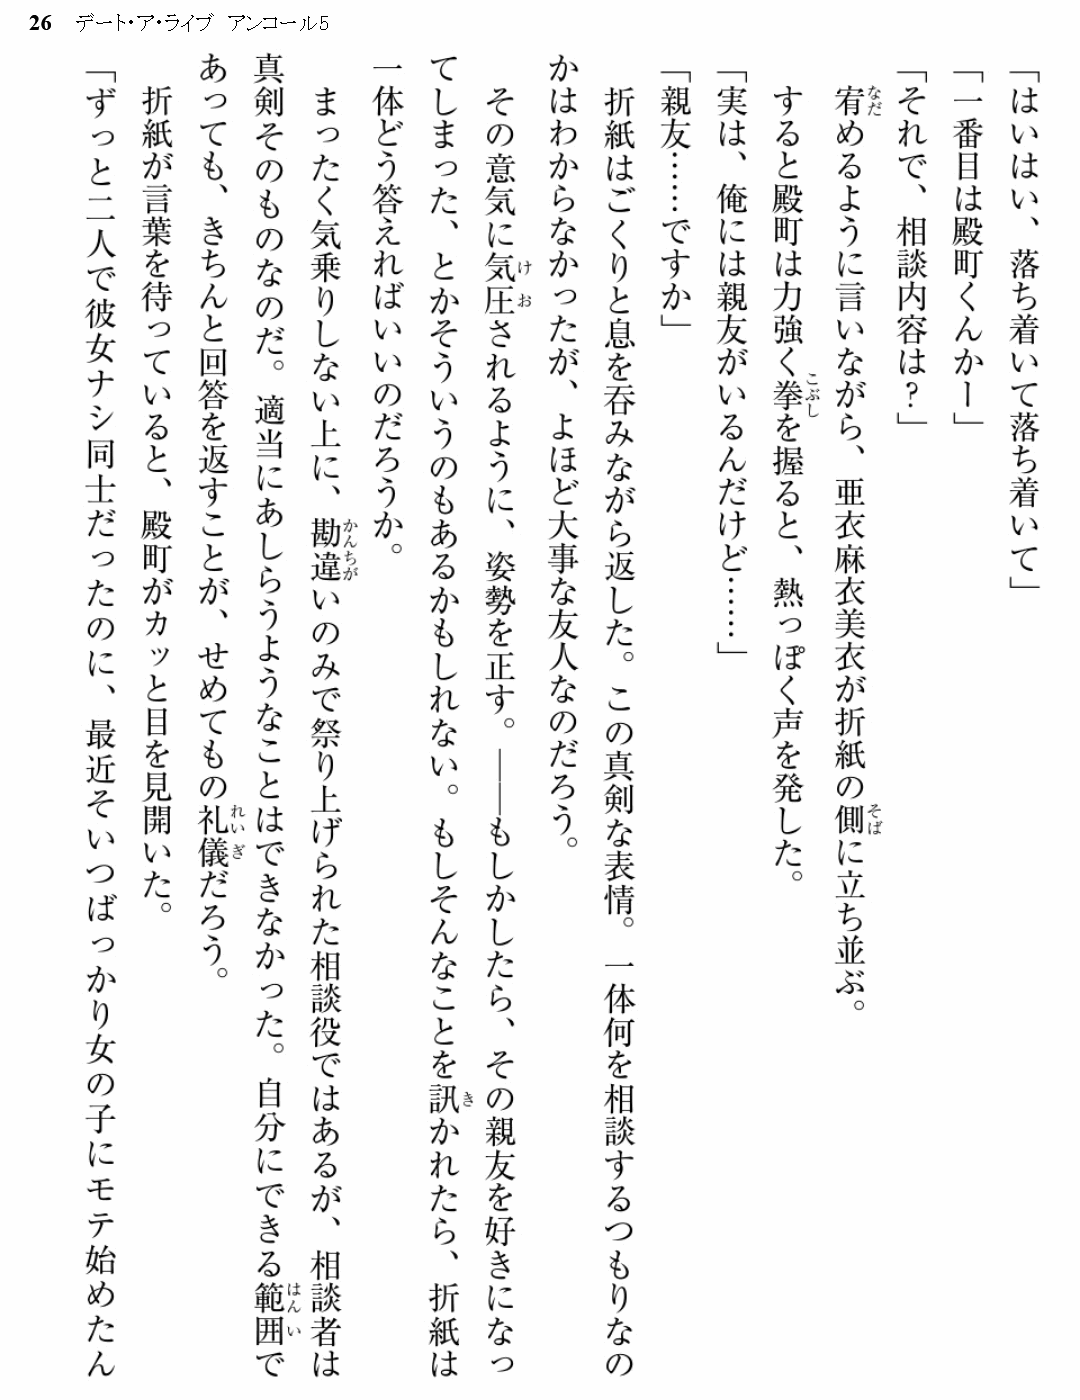 26 デート・ア・ライブ アンコール5
「はいはい、落ち着いて落ち着いて」
「一番目は殿町くんかー」
「それで、相談内容は?」
宥めるように言いながら、亜衣麻衣美衣が折紙の側に立ち並ぶ。
すると殿町は力強く拳を握ると、熱っぽく声を発した。
「実は、俺には親友がいるんだけど……」
「親友……ですか」
折紙はごくりと息を呑みながら返した。この真剣な表情。一体何を相談するつもりなの
かはわからなかったが、よほど大事な友人なのだろう。
その意気に気圧されるように、姿勢を正す。――もしかしたら、その親友を好きになっ
てしまった、とかそういうのもあるかもしれない。もしそんなことを訊かれたら、折紙は
一体どう答えればいいのだろうか。
まったく気乗りしない上に、勘違いのみで祭り上げられた相談役ではあるが、相談者は
真剣そのものなのだ。適当にあしらうようなことはできなかった。自分にできる範囲で
あっても、きちんと回答を返すことが、せめてもの礼儀だろう。
折紙が言葉を待っていると、殿町がカッと目を見開いた。
「ずっと二人で彼女ナシ同士だったのに、最近そいつばっかり女の子にモテ始めたん